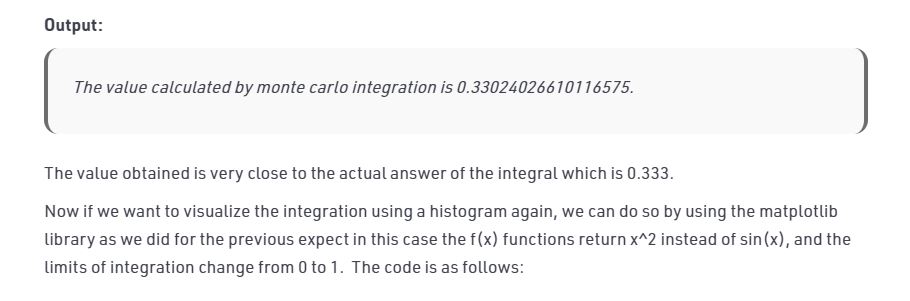 Output:
The value calculated by monte carlo integration is 0.33024026610116575.
The value obtained is very close to the actual answer of the integral which is 0.333.
Now if we want to visualize the integration using a histogram again, we can do so by using the matplotlib
library as we did for the previous expect in this case the f(x) functions return x^2 instead of sin(x), and the
limits of integration change from 0 to 1.  The code is as follows: